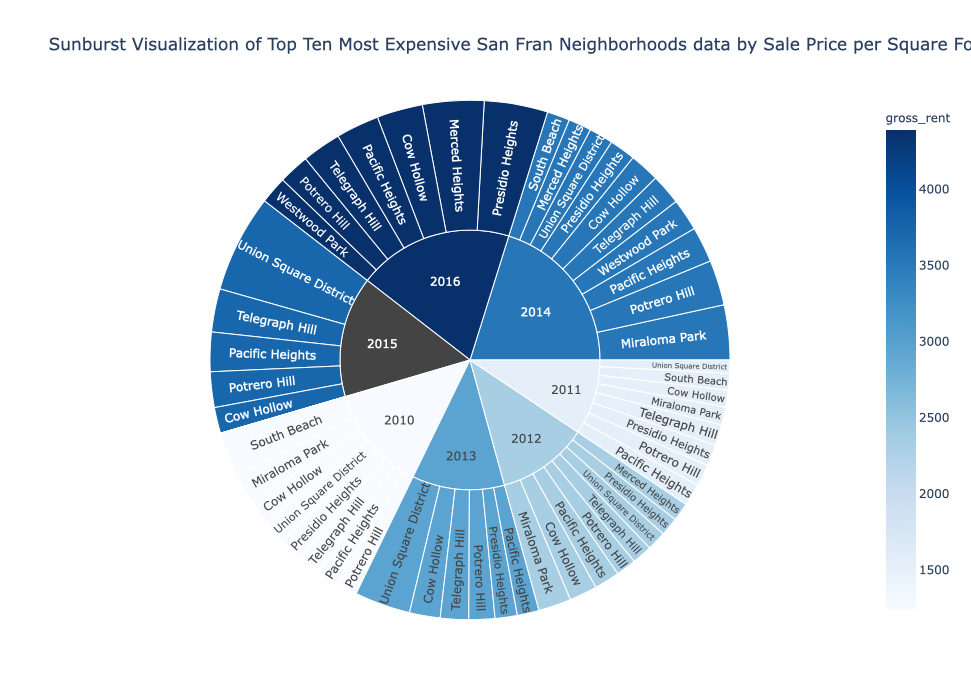 Sunburst Visualization of Top Ten Most Expensive San Fran Neighborhoods data by Sale Price per Square Fo
gross_rent
4000
3500
3000
2500
2000
1500
2016
Presidio Heights
Merced Heights
Cow Hollow
Pacific Heights
Telegraph Hill
Potrero Hill
Westwood Park
2014
South Beach
Merced Heights
Union Square District
Presidio Heights
Cow Hollow
Telegraph Hill
Westwood Park
Pacific Heights
Potrero Hill
Miraloma Park
2011
Union Square District
South Beach
Cow Hollow
Miraloma Park
Telegraph Hill
Presidio Heights
Potrero Hill
Pacific Heights
2012
Merced Heights
Presidio Heights
Union Square District
Telegraph Hill
Potrero Hill
Pacific Heights
Cow Hollow
Miraloma Park
2013
Pacific Heights
Presidio Heights
Potrero Hill
Telegraph Hill
Cow Hollow
Union Square District
2010
Potrero Hill
Pacific Heights
Telegraph Hill
Presidio Heights
Union Square District
Cow Hollow
Miraloma Park
South Beach
2015
Cow Hollow
Potrero Hill
Pacific Heights
Telegraph Hill
Union Square District